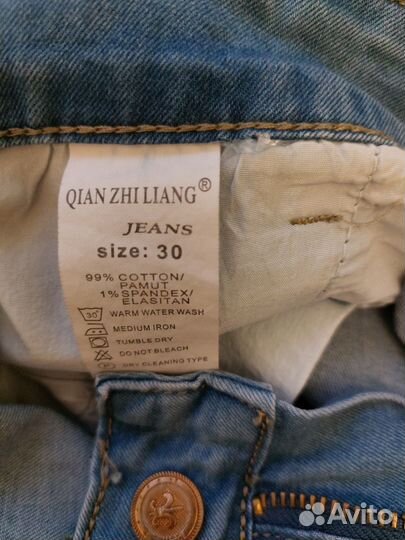 QIAN ZHI LIANG®
JEANS
size: 30
99% COTTON/
PAMUT
1% SPANDEX/
ELASITAN
30° WARM WATER WASH
MEDIUM IRON
TUMBLE DRY
DO NOT BLEACH
P DRY CLEANING TYPE
Avito